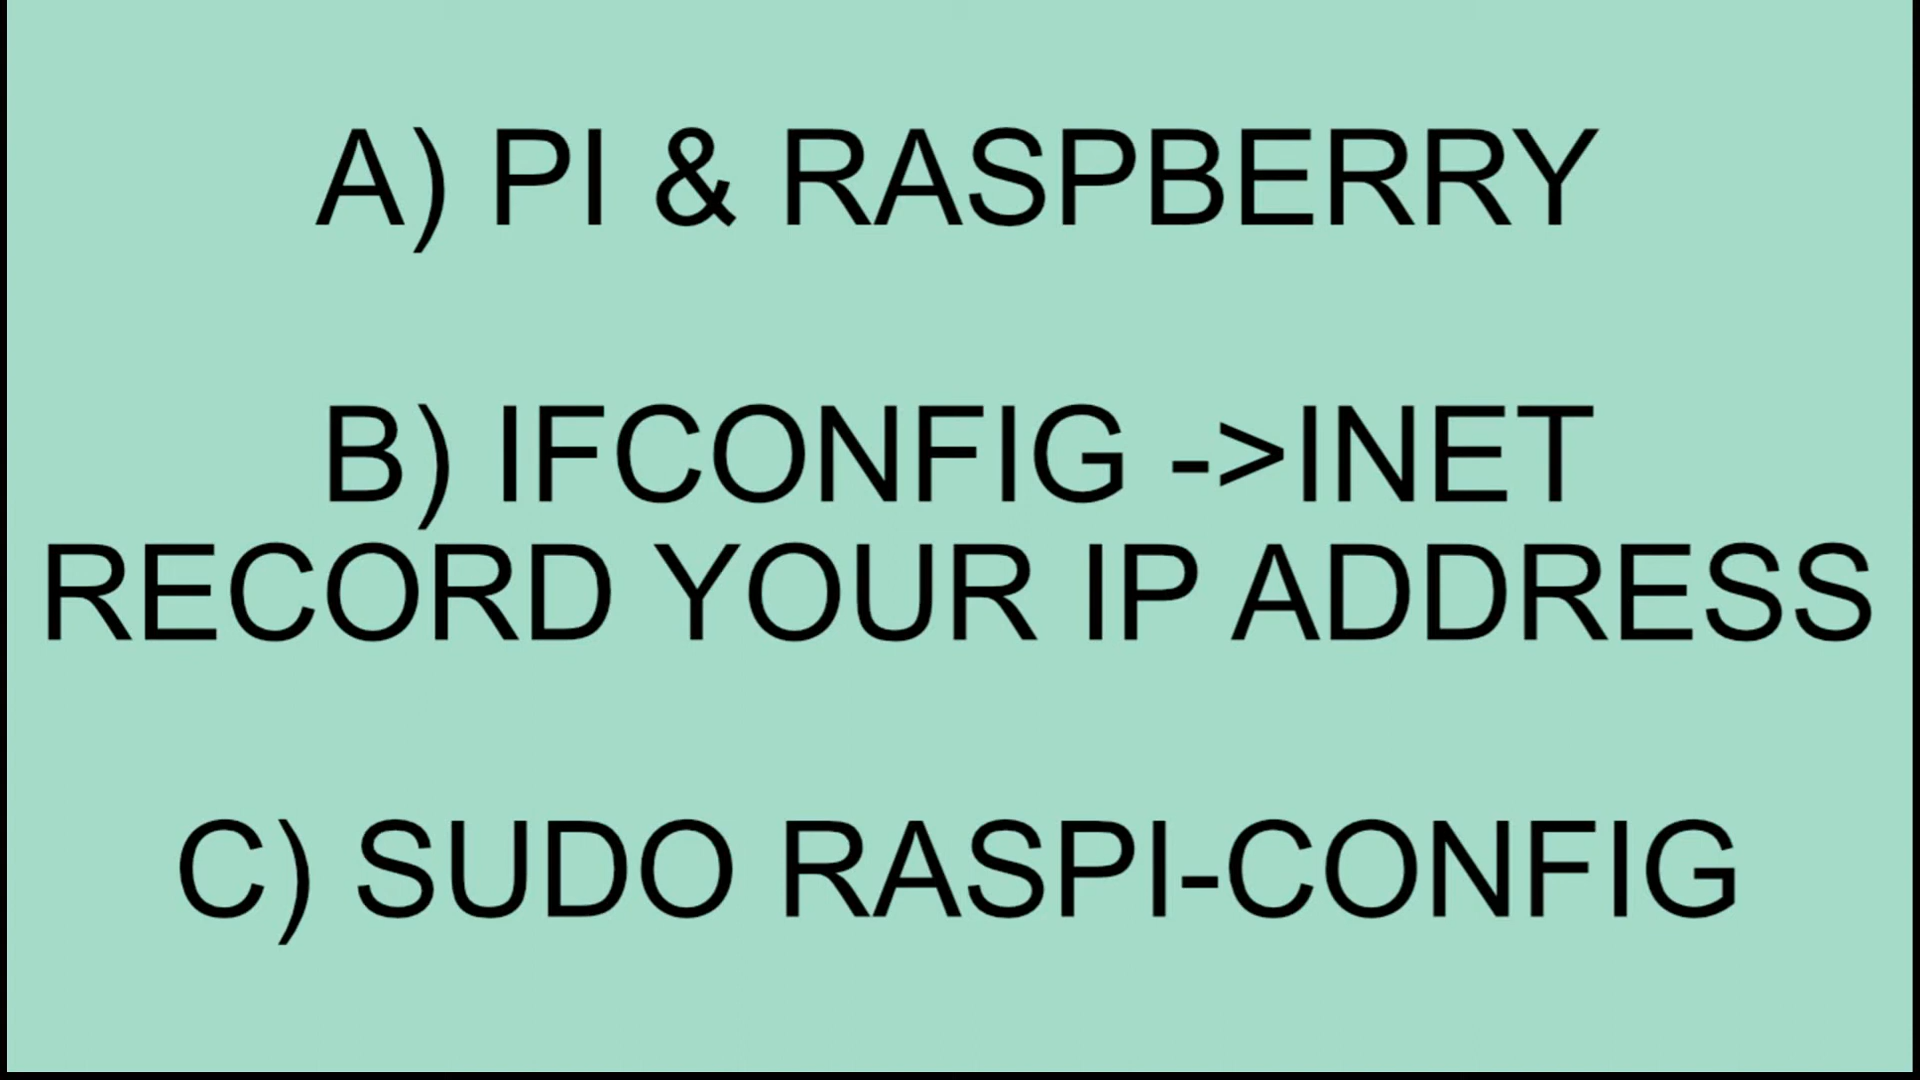 A) PI & RASPBERRY
B) IFCONFIG ->INET
RECORD YOUR IP ADDRESS
C) SUDO RASPI-CONFIG